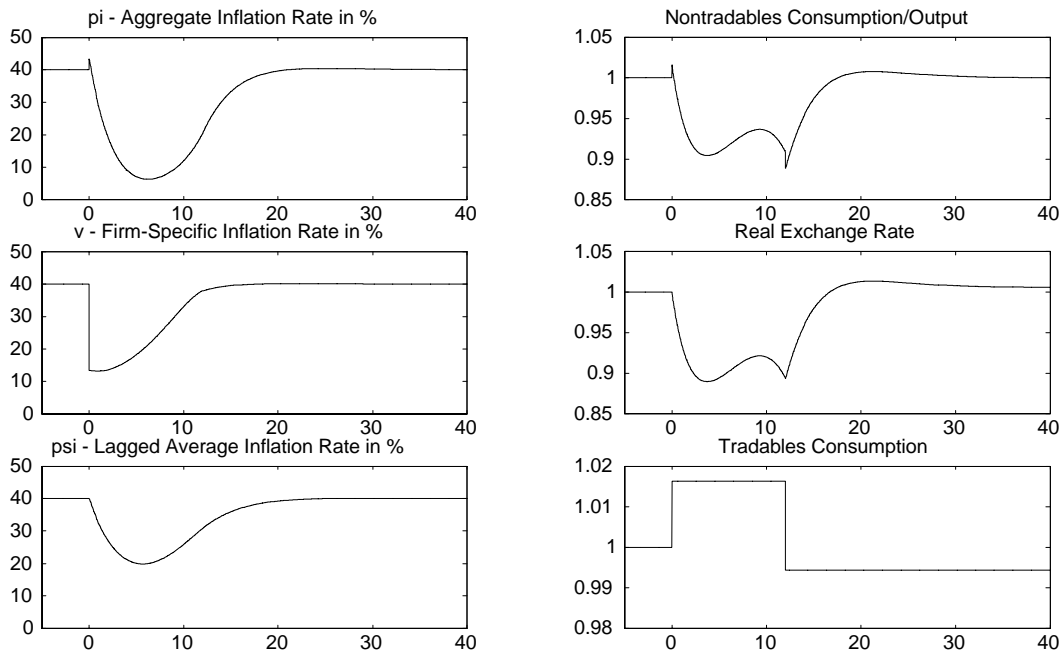 pi - Aggregate Inflation Rate in %
50
40
30
20
10
0
0 10 20 30 40
Nontradables Consumption/Output
1.05
1
0.95
0.9
0.85
0 10 20 30 40
v - Firm-Specific Inflation Rate in %
50
40
30
20
10
0
0 10 20 30 40
Real Exchange Rate
1.05
1
0.95
0.9
0.85
0 10 20 30 40
psi - Lagged Average Inflation Rate in %
50
40
30
20
10
0
0 10 20 30 40
Tradables Consumption
1.02
1.01
1
0.99
0.98
0 10 20 30 40